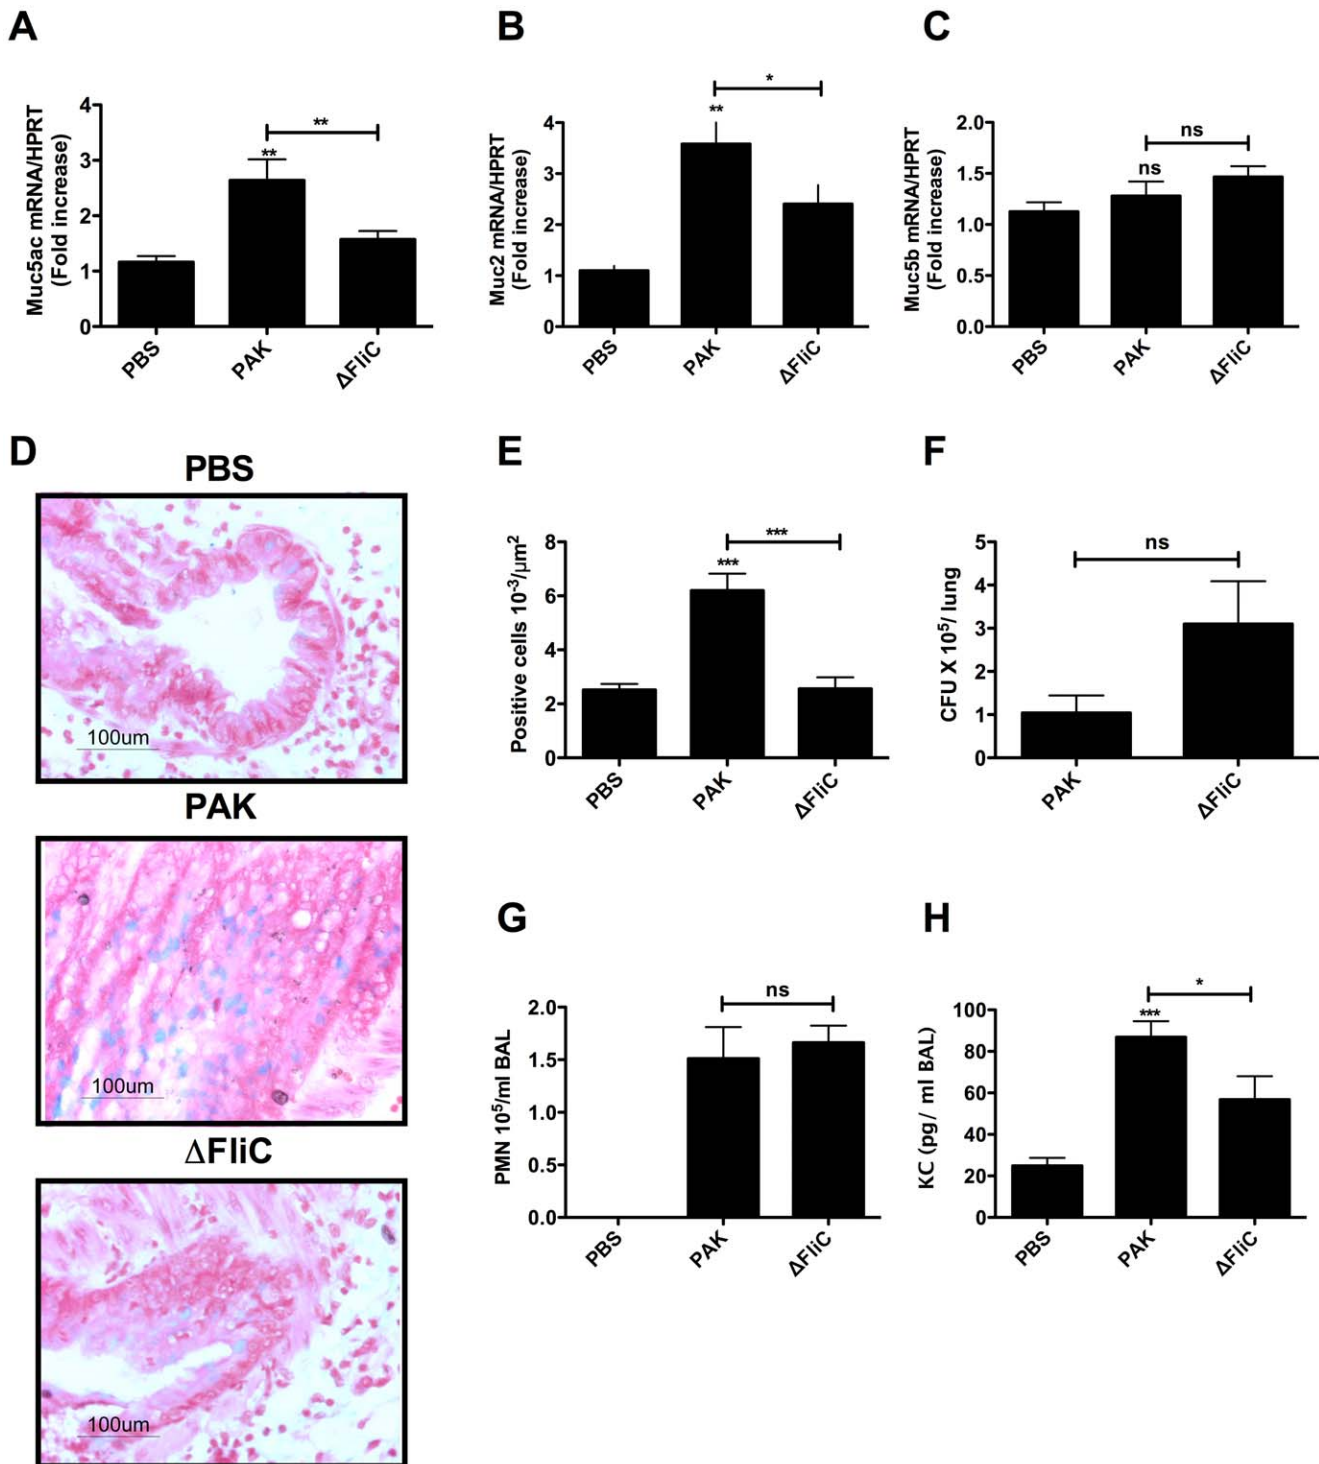 A
Muc5ac mRNA/HPRT
(Fold increase)
4
3
2
1
0
**
**
PBS
PAK
ΔFliC
B
Muc2 mRNA/HPRT
(Fold increase)
4
3
2
1
0
*
**
PBS
PAK
ΔFliC
C
Muc5b mRNA/HPRT
(Fold increase)
2.0
1.5
1.0
0.5
0.0
ns
ns
PBS
PAK
ΔFliC
D
PBS
100um
PAK
100um
ΔFliC
100um
E
Positive cells 10⁻³/µm²
8
6
4
2
0
***
***
PBS
PAK
ΔFliC
F
CFU X 10⁵/ lung
5
4
3
2
1
0
ns
PAK
ΔFliC
G
PMN 10⁵/ml BAL
2.0
1.5
1.0
0.5
0.0
ns
PBS
PAK
ΔFliC
H
KC (pg/ ml BAL)
100
80
60
40
20
0
*
***
PBS
PAK
ΔFliC